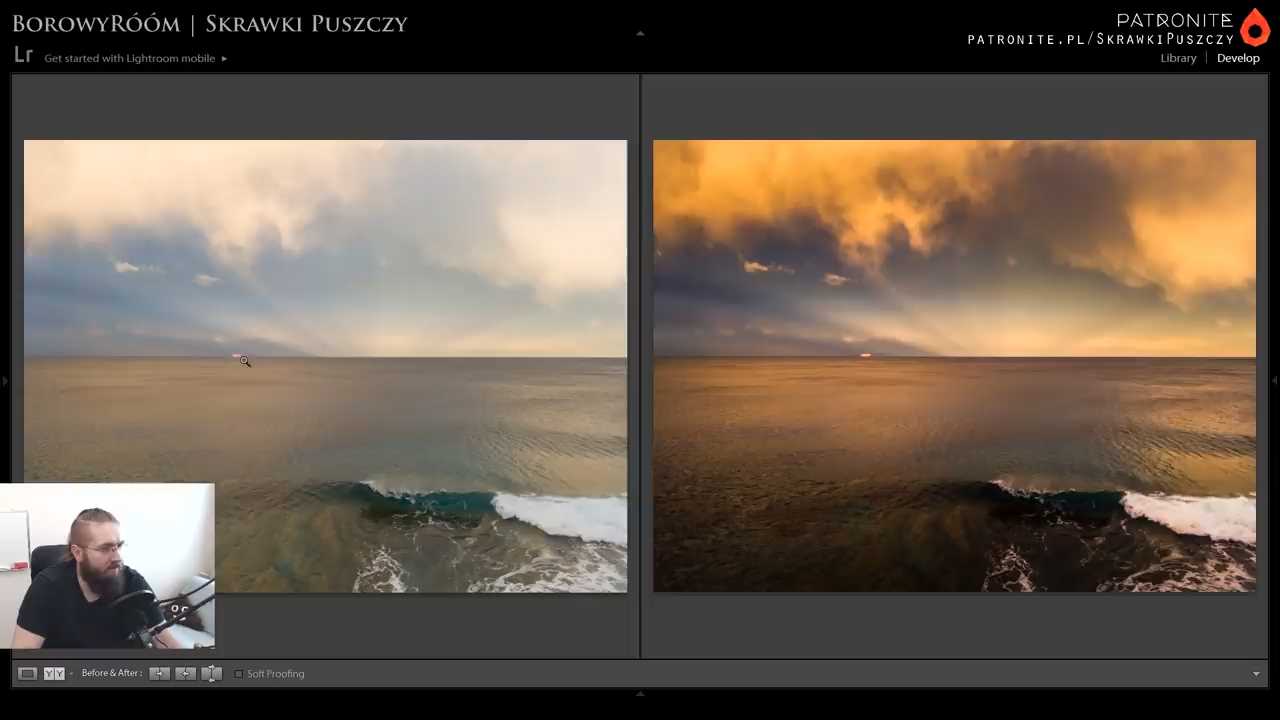 BorowyRóóm | Skrawki Puszczy
PATRONITE
PATRONITE.PL/SKRAWKIPUSZCZY
Lr Get started with Lightroom mobile
Library | Develop
Y Y Before & After : Soft Proofing